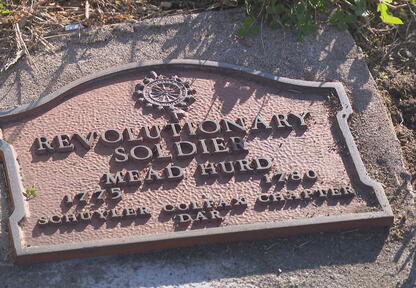 REVOLUTIONARY
SOLDIER
MEAD HURD
1775 1780
SCHUYLER COLFAX CHAPTER
DAR